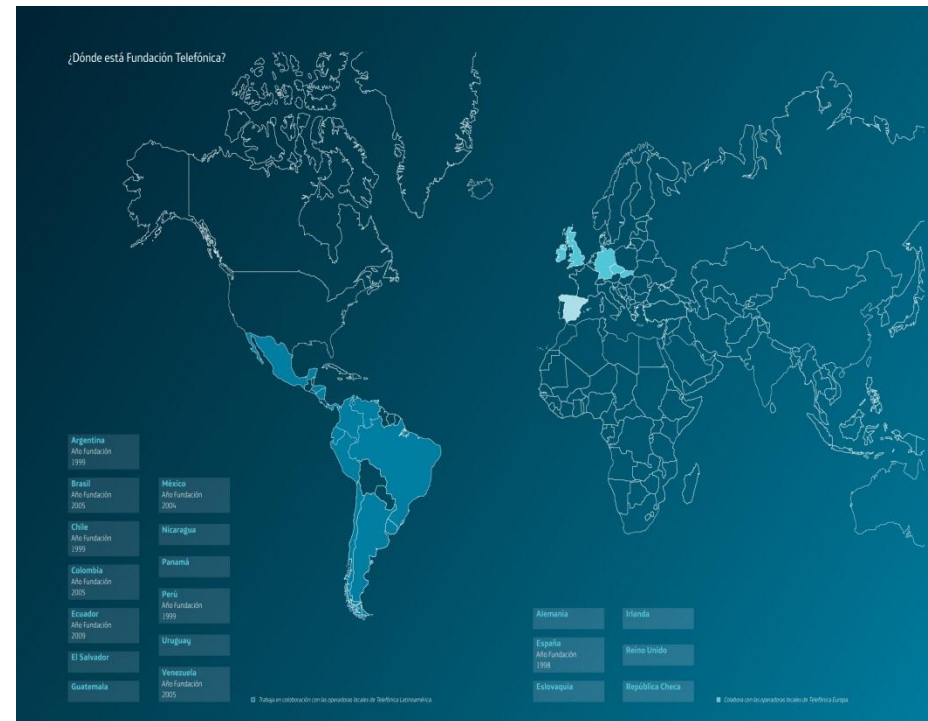 ¿Dónde está Fundación Telefónica?
Argentina
Año Fundación
1999
Brasil
Año Fundación
2005
Chile
Año Fundación
1999
Colombia
Año Fundación
2005
Ecuador
Año Fundación
2009
El Salvador
Guatemala
México
Año Fundación
2004
Nicaragua
Panamá
Perú
Año Fundación
1999
Uruguay
Venezuela
Año Fundación
2005
Trabaja en colaboración con las operadoras locales de Telefónica Latinoamérica.
Alemania
España
Año Fundación
1998
Eslovaquia
Irlanda
Reino Unido
República Checa
Colabora con las operadoras locales de Telefónica Europa.